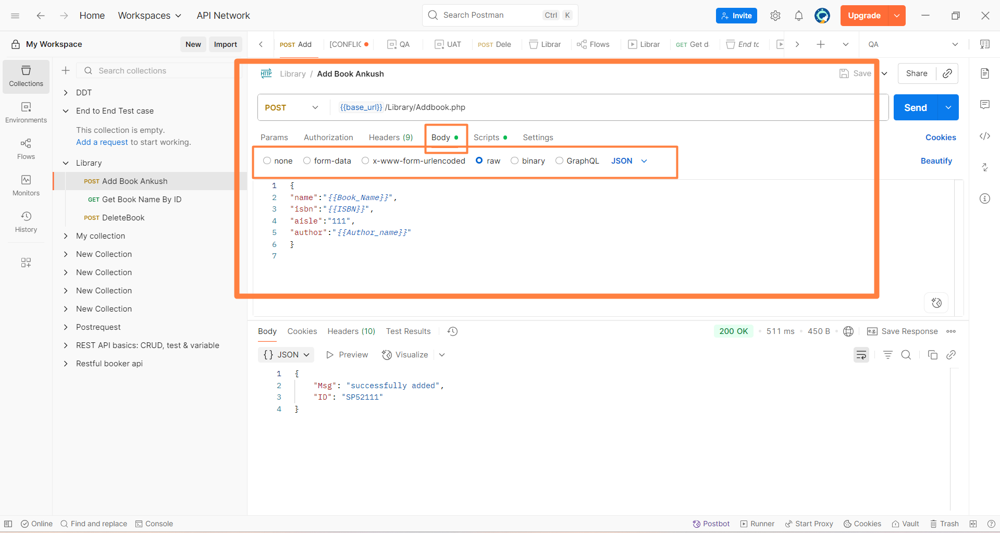 Home Workspaces API Network Search Postman Ctrl K Invite Upgrade
My Workspace New Import POST Add [CONFLIC QA UAT POST Dele Librar Flows Librar GET Get d End to QA
Collections
Environments
Flows
Monitors
History
Search collections
DDT
End to End Test case
This collection is empty.
Add a request to start working.
Library
POST Add Book Ankush
GET Get Book Name By ID
POST DeleteBook
My collection
New Collection
New Collection
New Collection
New Collection
Postrequest
REST API basics: CRUD, test & variable
Restful booker api
HTTP Library / Add Book Ankush Save Share
POST {{base_url}} /Library/Addbook.php Send
Params Authorization Headers (9) Body Scripts Settings Cookies
none form-data x-www-form-urlencoded raw binary GraphQL JSON Beautify
1 {
2 "name":"{{Book_Name}}",
3 "isbn":"{{ISBN}}",
4 "aisle":"111",
5 "author":"{{Author_name}}"
6 }
7
Body Cookies Headers (10) Test Results 200 OK 511 ms 450 B e.g. Save Response
{} JSON Preview Visualize
1 {
2 "Msg": "successfully added",
3 "ID": "SP52111"
4 }
Online Find and replace Console Postbot Runner Start Proxy Cookies Vault Trash